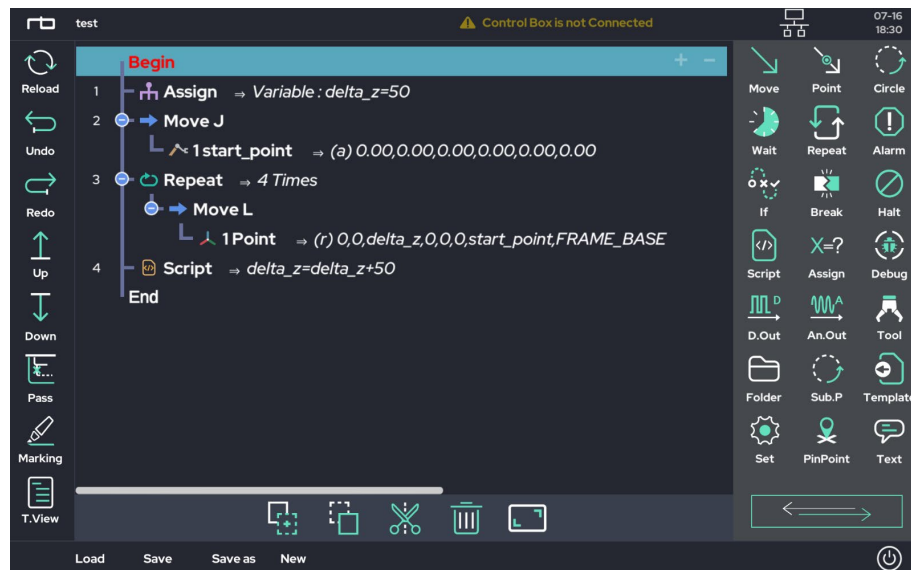 rb test Control Box is not Connected 07-16
18:30
Reload
Undo
Redo
Up
Down
Pass
Marking
T.View
Begin + −
1 Assign ⇒ Variable : delta_z=50
2 Move J
1 start_point ⇒ (a) 0.00,0.00,0.00,0.00,0.00,0.00
3 Repeat ⇒ 4 Times
Move L
1 Point ⇒ (r) 0,0,delta_z,0,0,0,start_point,FRAME_BASE
4 Script ⇒ delta_z=delta_z+50
End
Move Point Circle
Wait Repeat Alarm
If Break Halt
Script X=? Assign Debug
D D.Out A An.Out Tool
Folder Sub.P Template
Set PinPoint Text
Load Save Save as New